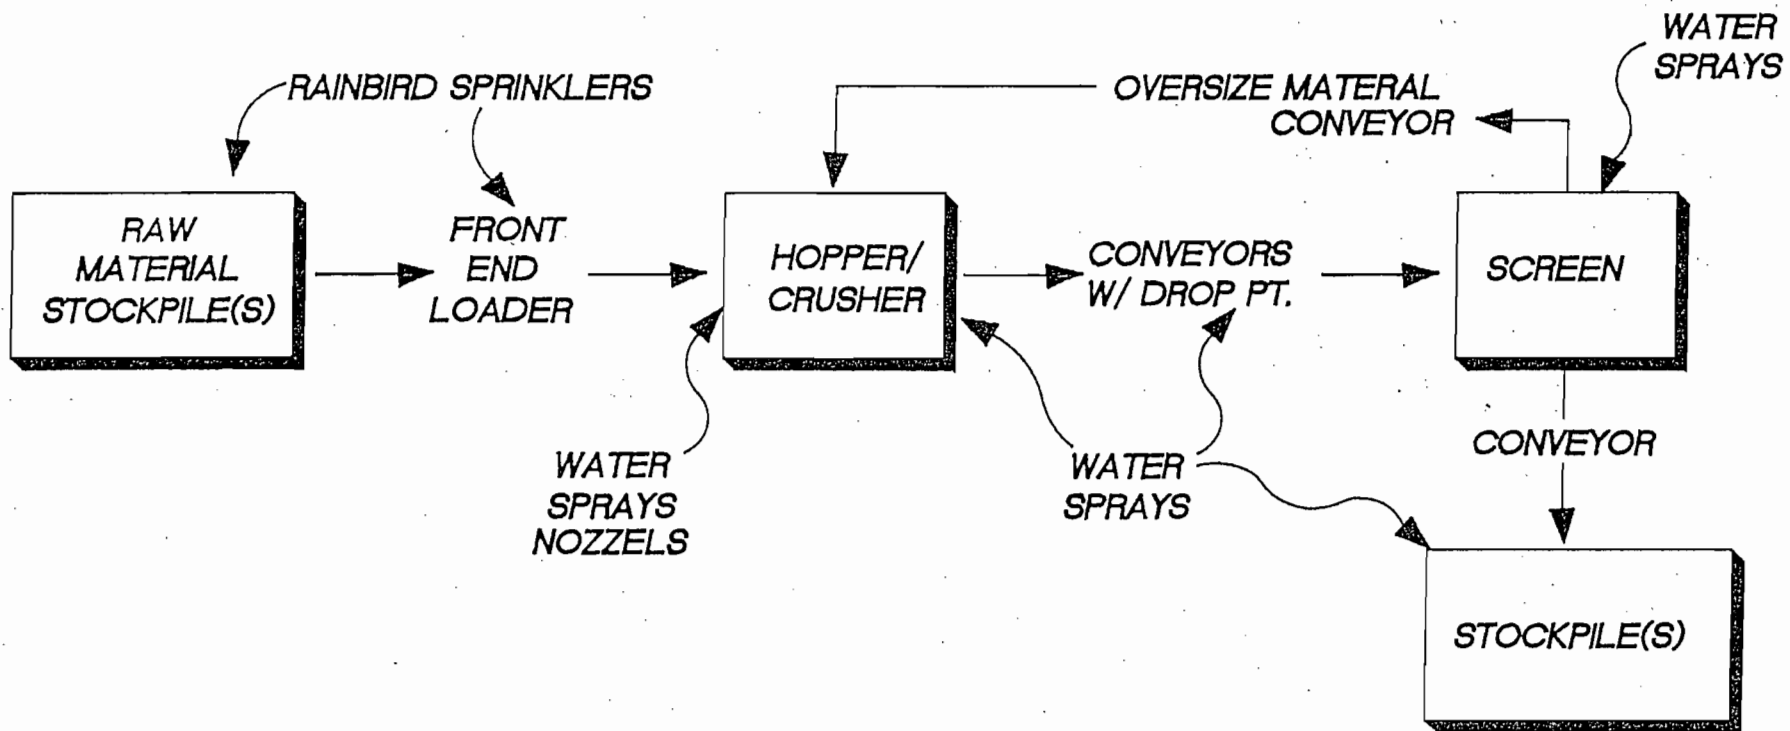 WATER
SPRAYS
RAINBIRD SPRINKLERS
OVERSIZE MATERAL
CONVEYOR
RAW
MATERIAL
STOCKPILE(S)
FRONT
END
LOADER
HOPPER/
CRUSHER
CONVEYORS
W/ DROP PT.
SCREEN
WATER
SPRAYS
NOZZELS
WATER
SPRAYS
CONVEYOR
STOCKPILE(S)